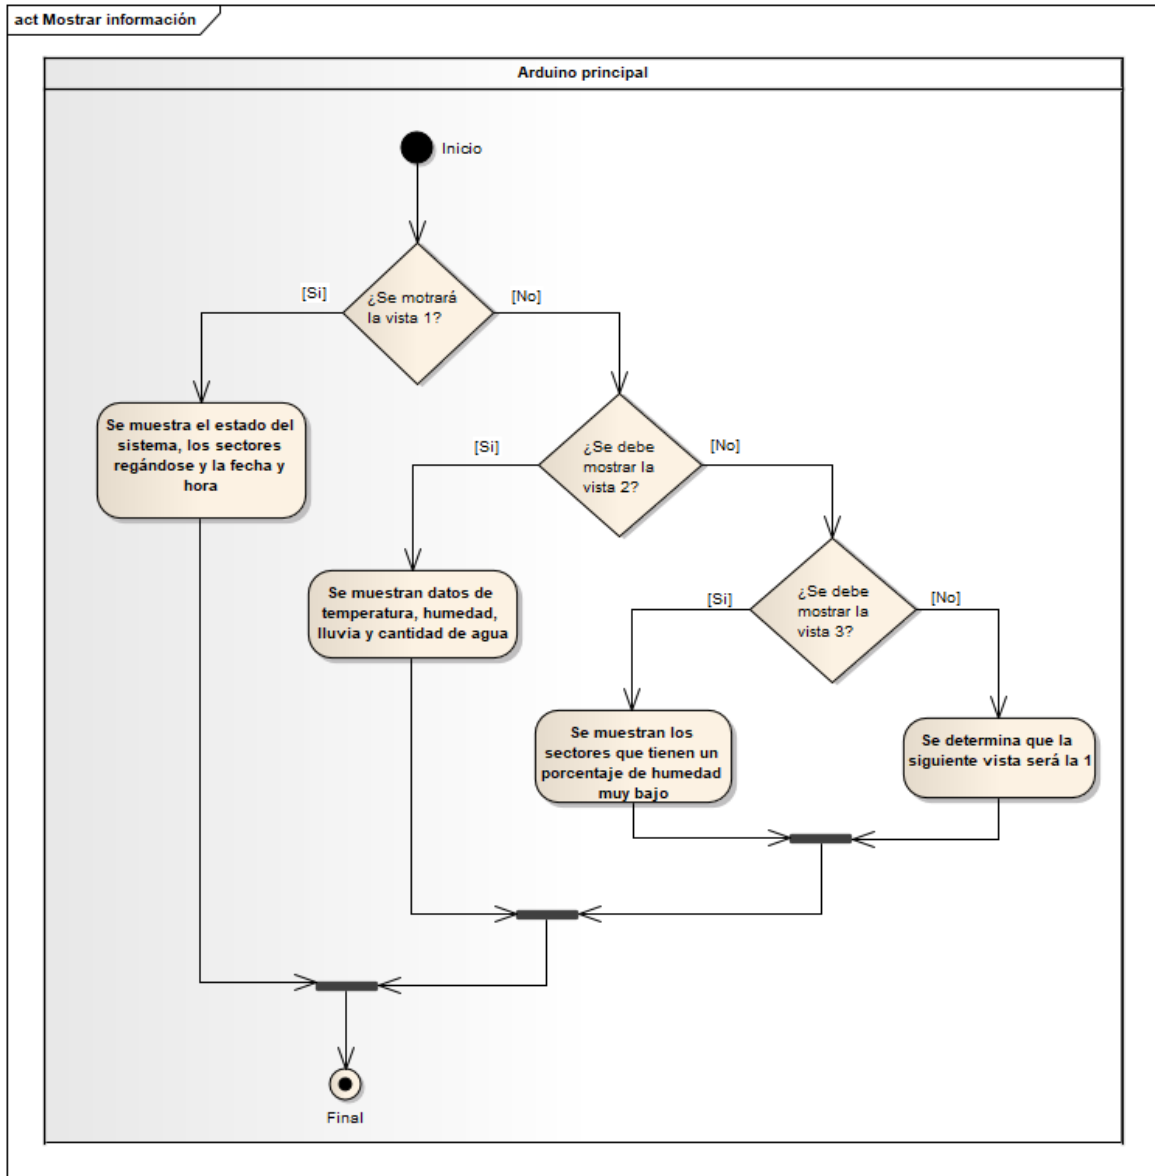 act Mostrar información
Arduino principal
Inicio
[Si]
¿Se motrará
la vista 1?
[No]
Se muestra el estado del
sistema, los sectores
regándose y la fecha y
hora
[Si]
¿Se debe
mostrar la
vista 2?
[No]
Se muestran datos de
temperatura, humedad,
lluvia y cantidad de agua
[Si]
¿Se debe
mostrar la
vista 3?
[No]
Se muestran los
sectores que tienen un
porcentaje de humedad
muy bajo
Se determina que la
siguiente vista será la 1
Final